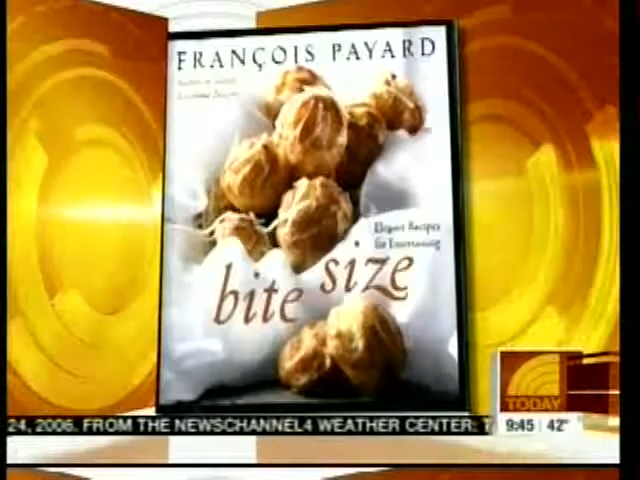 FRANÇOIS PAYARD
Elegant Recipes
for Entertaining
bite size
TODAY
24, 2006. FROM THE NEWSCHANNEL4 WEATHER CENTER:
9:45 42°